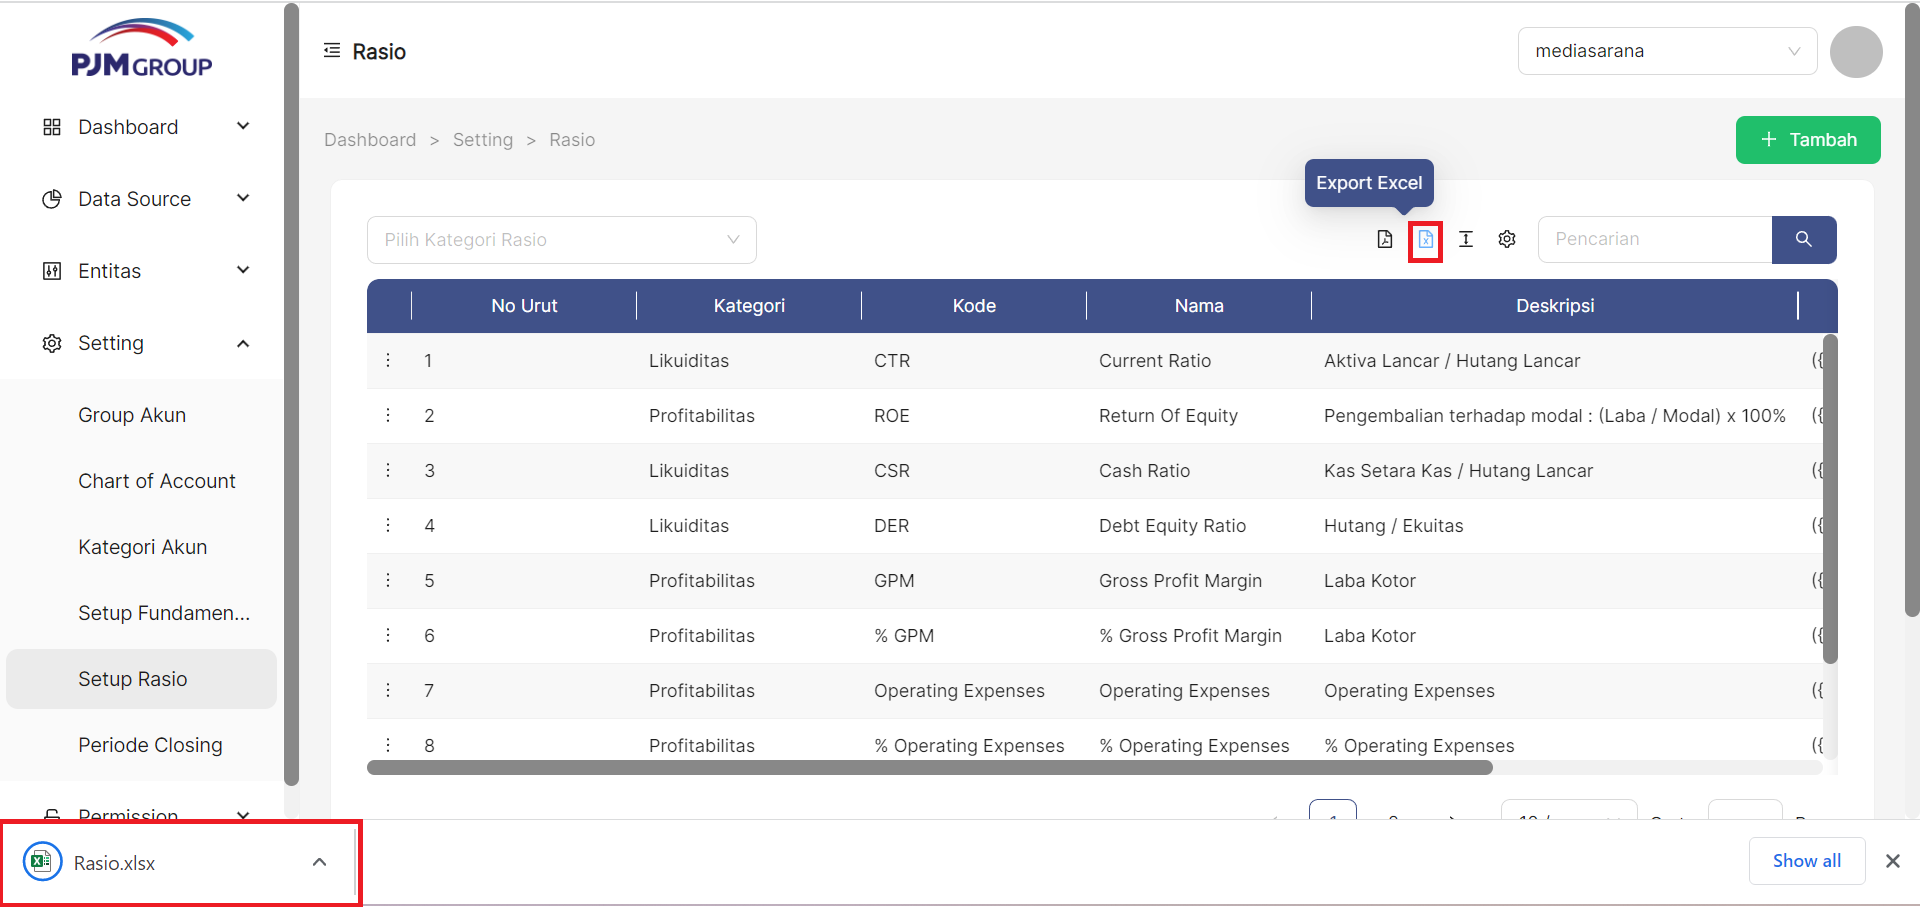 PJM GROUP
Dashboard
Data Source
Entitas
Setting
Group Akun
Chart of Account
Kategori Akun
Setup Fundamen...
Setup Rasio
Periode Closing
Permission
Rasio
mediasarana
Dashboard > Setting > Rasio
+ Tambah
Export Excel
Pilih Kategori Rasio
Pencarian
No Urut Kategori Kode Nama Deskripsi
1 Likuiditas CTR Current Ratio Aktiva Lancar / Hutang Lancar ({
2 Profitabilitas ROE Return Of Equity Pengembalian terhadap modal : (Laba / Modal) x 100% ({
3 Likuiditas CSR Cash Ratio Kas Setara Kas / Hutang Lancar ({
4 Likuiditas DER Debt Equity Ratio Hutang / Ekuitas ({
5 Profitabilitas GPM Gross Profit Margin Laba Kotor ({
6 Profitabilitas % GPM % Gross Profit Margin Laba Kotor ({
7 Profitabilitas Operating Expenses Operating Expenses Operating Expenses ({
8 Profitabilitas % Operating Expenses % Operating Expenses % Operating Expenses ({
Rasio.xlsx
Show all